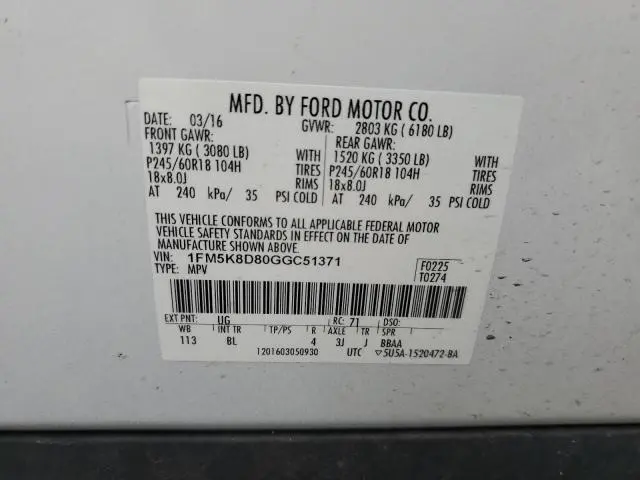 MFD. BY FORD MOTOR CO.
DATE: 03/16 GVWR: 2803 KG ( 6180 LB)
FRONT GAWR: REAR GAWR:
1397 KG ( 3080 LB) WITH 1520 KG ( 3350 LB) WITH
P245/60R18 104H TIRES P245/60R18 104H TIRES
18x8.0J RIMS 18x8.0J RIMS
AT 240 kPa/ 35 PSI COLD AT 240 kPa/ 35 PSI COLD
THIS VEHICLE CONFORMS TO ALL APPLICABLE FEDERAL MOTOR
VEHICLE SAFETY STANDARDS IN EFFECT ON THE DATE OF
MANUFACTURE SHOWN ABOVE.
VIN: 1FM5K8D80GGC51371 F0225
TYPE: MPV T0274
EXT PNT: UG RC: 71 DSO:
WB INT TR TP/PS R AXLE TR SPR
113 BL 4 3J J BBAA
1201603050930 UTC ▽5U5A-1520472-BA